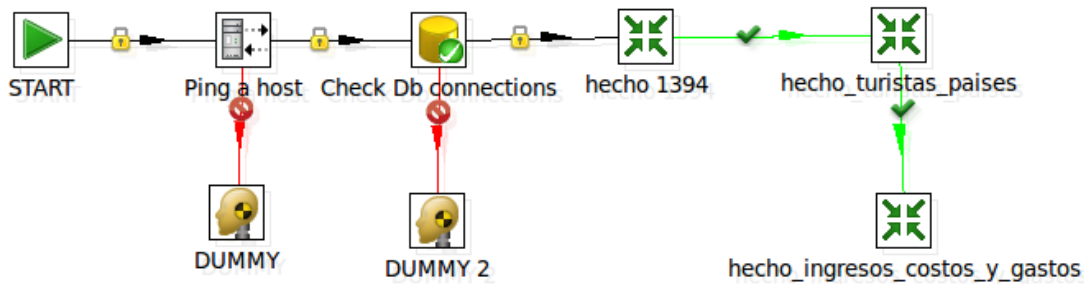 START
Ping a host
Check Db connections
hecho 1394
hecho_turistas_paises
DUMMY
DUMMY 2
hecho_ingresos_costos_y_gastos